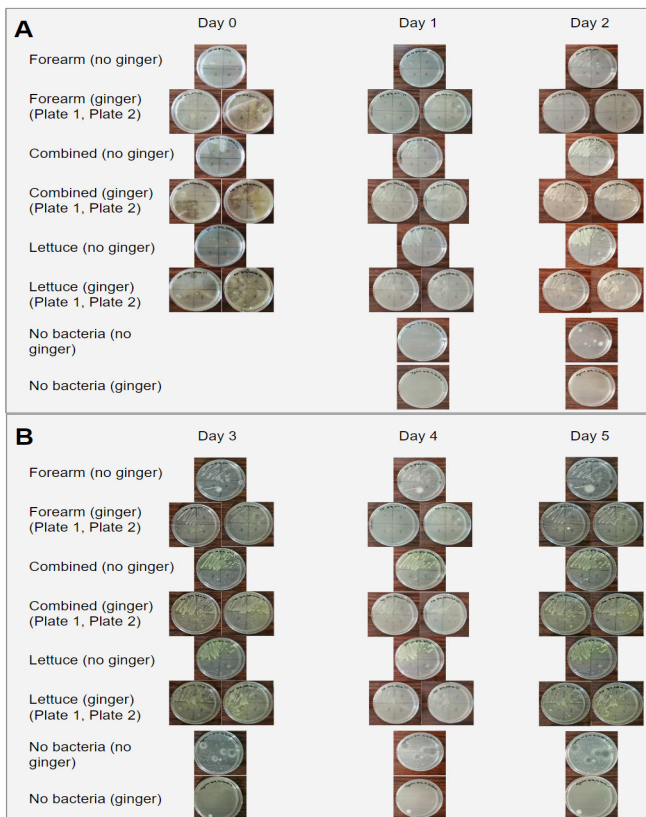 A
Day 0
Day 1
Day 2
Forearm (no ginger)
Forearm (ginger)
(Plate 1, Plate 2)
Combined (no ginger)
Combined (ginger)
(Plate 1, Plate 2)
Lettuce (no ginger)
Lettuce (ginger)
(Plate 1, Plate 2)
No bacteria (no
ginger)
No bacteria (ginger)
B
Day 3
Day 4
Day 5
Forearm (no ginger)
Forearm (ginger)
(Plate 1, Plate 2)
Combined (no ginger)
Combined (ginger)
(Plate 1, Plate 2)
Lettuce (no ginger)
Lettuce (ginger)
(Plate 1, Plate 2)
No bacteria (no
ginger)
No bacteria (ginger)